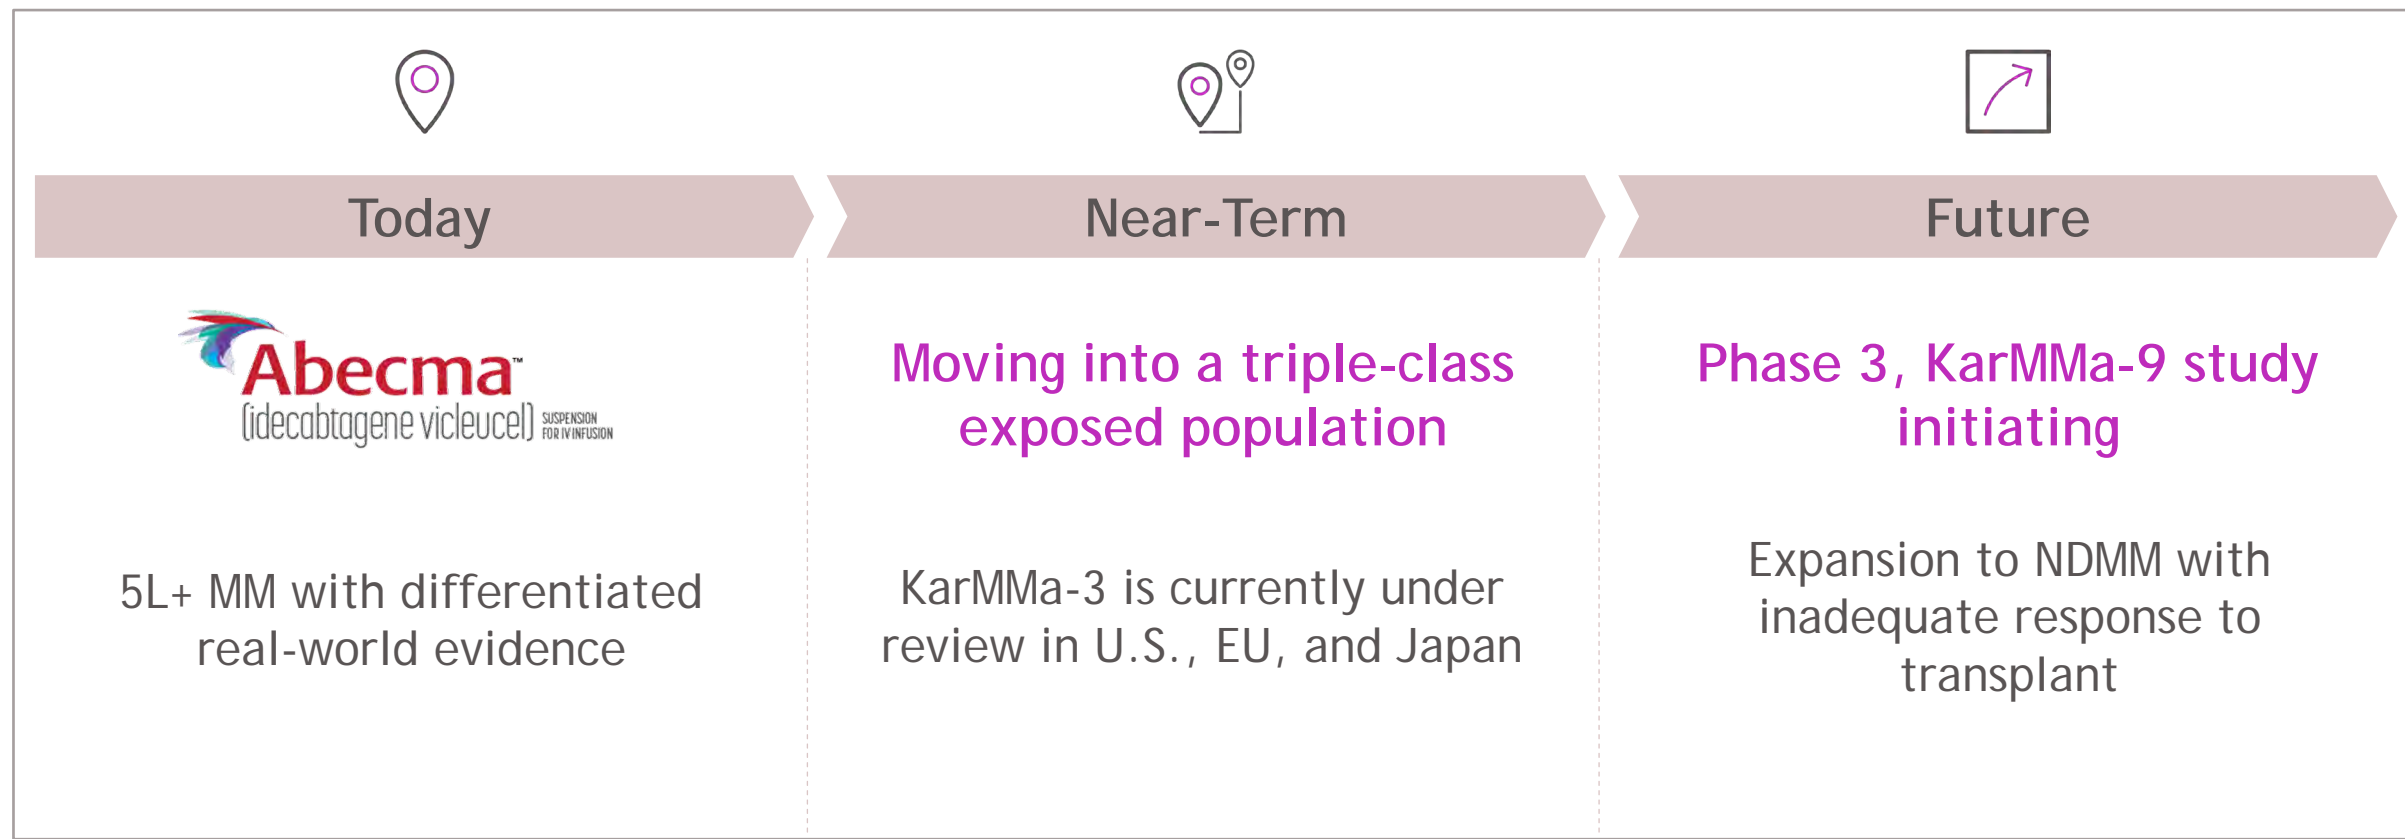 Today
Near-Term
Future
Abecma™
(idecabtagene vicleucel) SUSPENSION FOR IV INFUSION
5L+ MM with differentiated
real-world evidence
Moving into a triple-class
exposed population
KarMMa-3 is currently under
review in U.S., EU, and Japan
Phase 3, KarMMa-9 study
initiating
Expansion to NDMM with
inadequate response to
transplant